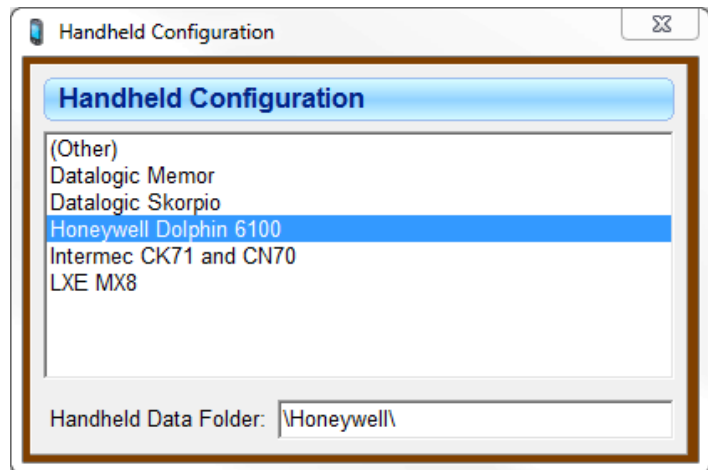 Handheld Configuration
Handheld Configuration
(Other)
Datalogic Memor
Datalogic Skorpio
Honeywell Dolphin 6100
Intermec CK71 and CN70
LXE MX8
Handheld Data Folder: \Honeywell\